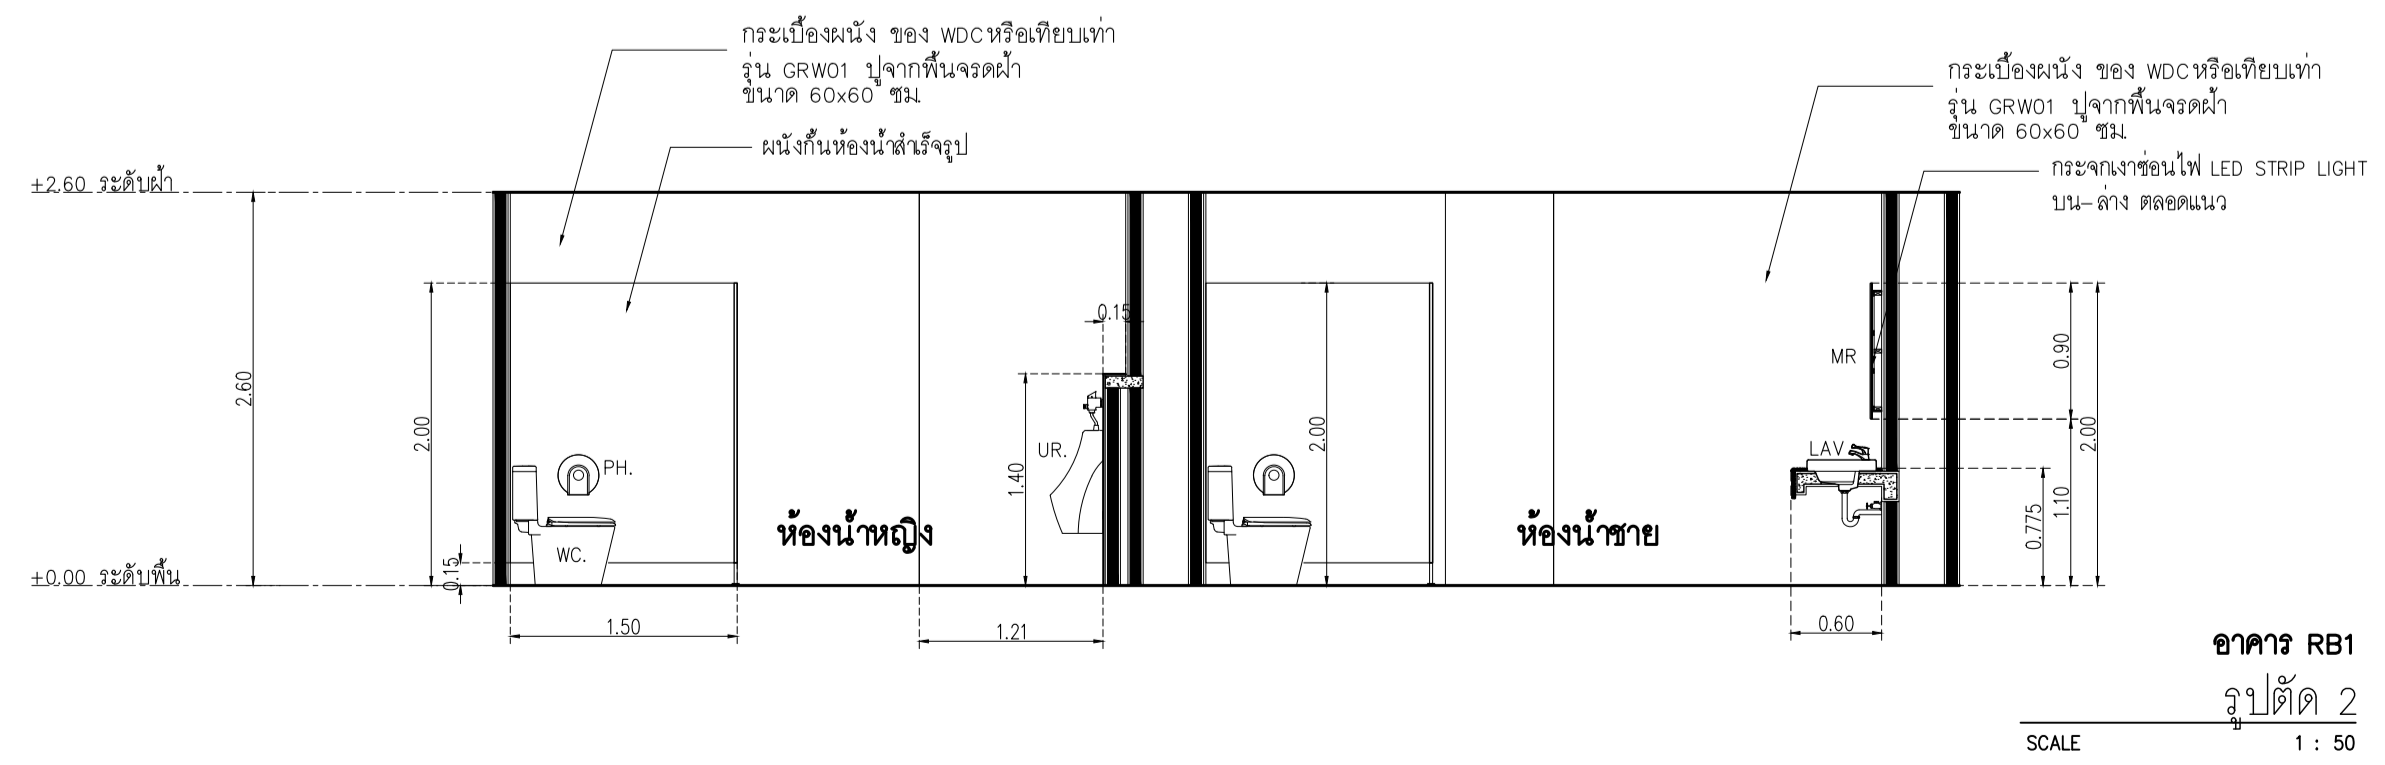 กระเบื้องผนัง ของ WDCหรือเทียบเท่า
รุ่น GRW01 ปูจากพื้นจรดฝ้า
ขนาด 60x60 ซม.
ผนังกั้นห้องน้ำสำเร็จรูป
กระเบื้องผนัง ของ WDCหรือเทียบเท่า
รุ่น GRW01 ปูจากพื้นจรดฝ้า
ขนาด 60x60 ซม.
กระจกเงาซ่อนไฟ LED STRIP LIGHT
บน-ล่าง ตลอดแนว
+2.60 ระดับฝ้า
2.60
2.00
0.15
PH.
WC.
ห้องน้ำหญิง
0.15
UR.
1.40
2.00
ห้องน้ำชาย
MR
LAV
0.90
2.00
1.10
0.775
+0.00 ระดับพื้น
1.50
1.21
0.60
อาคาร RB1
รูปตัด 2
SCALE 1 : 50